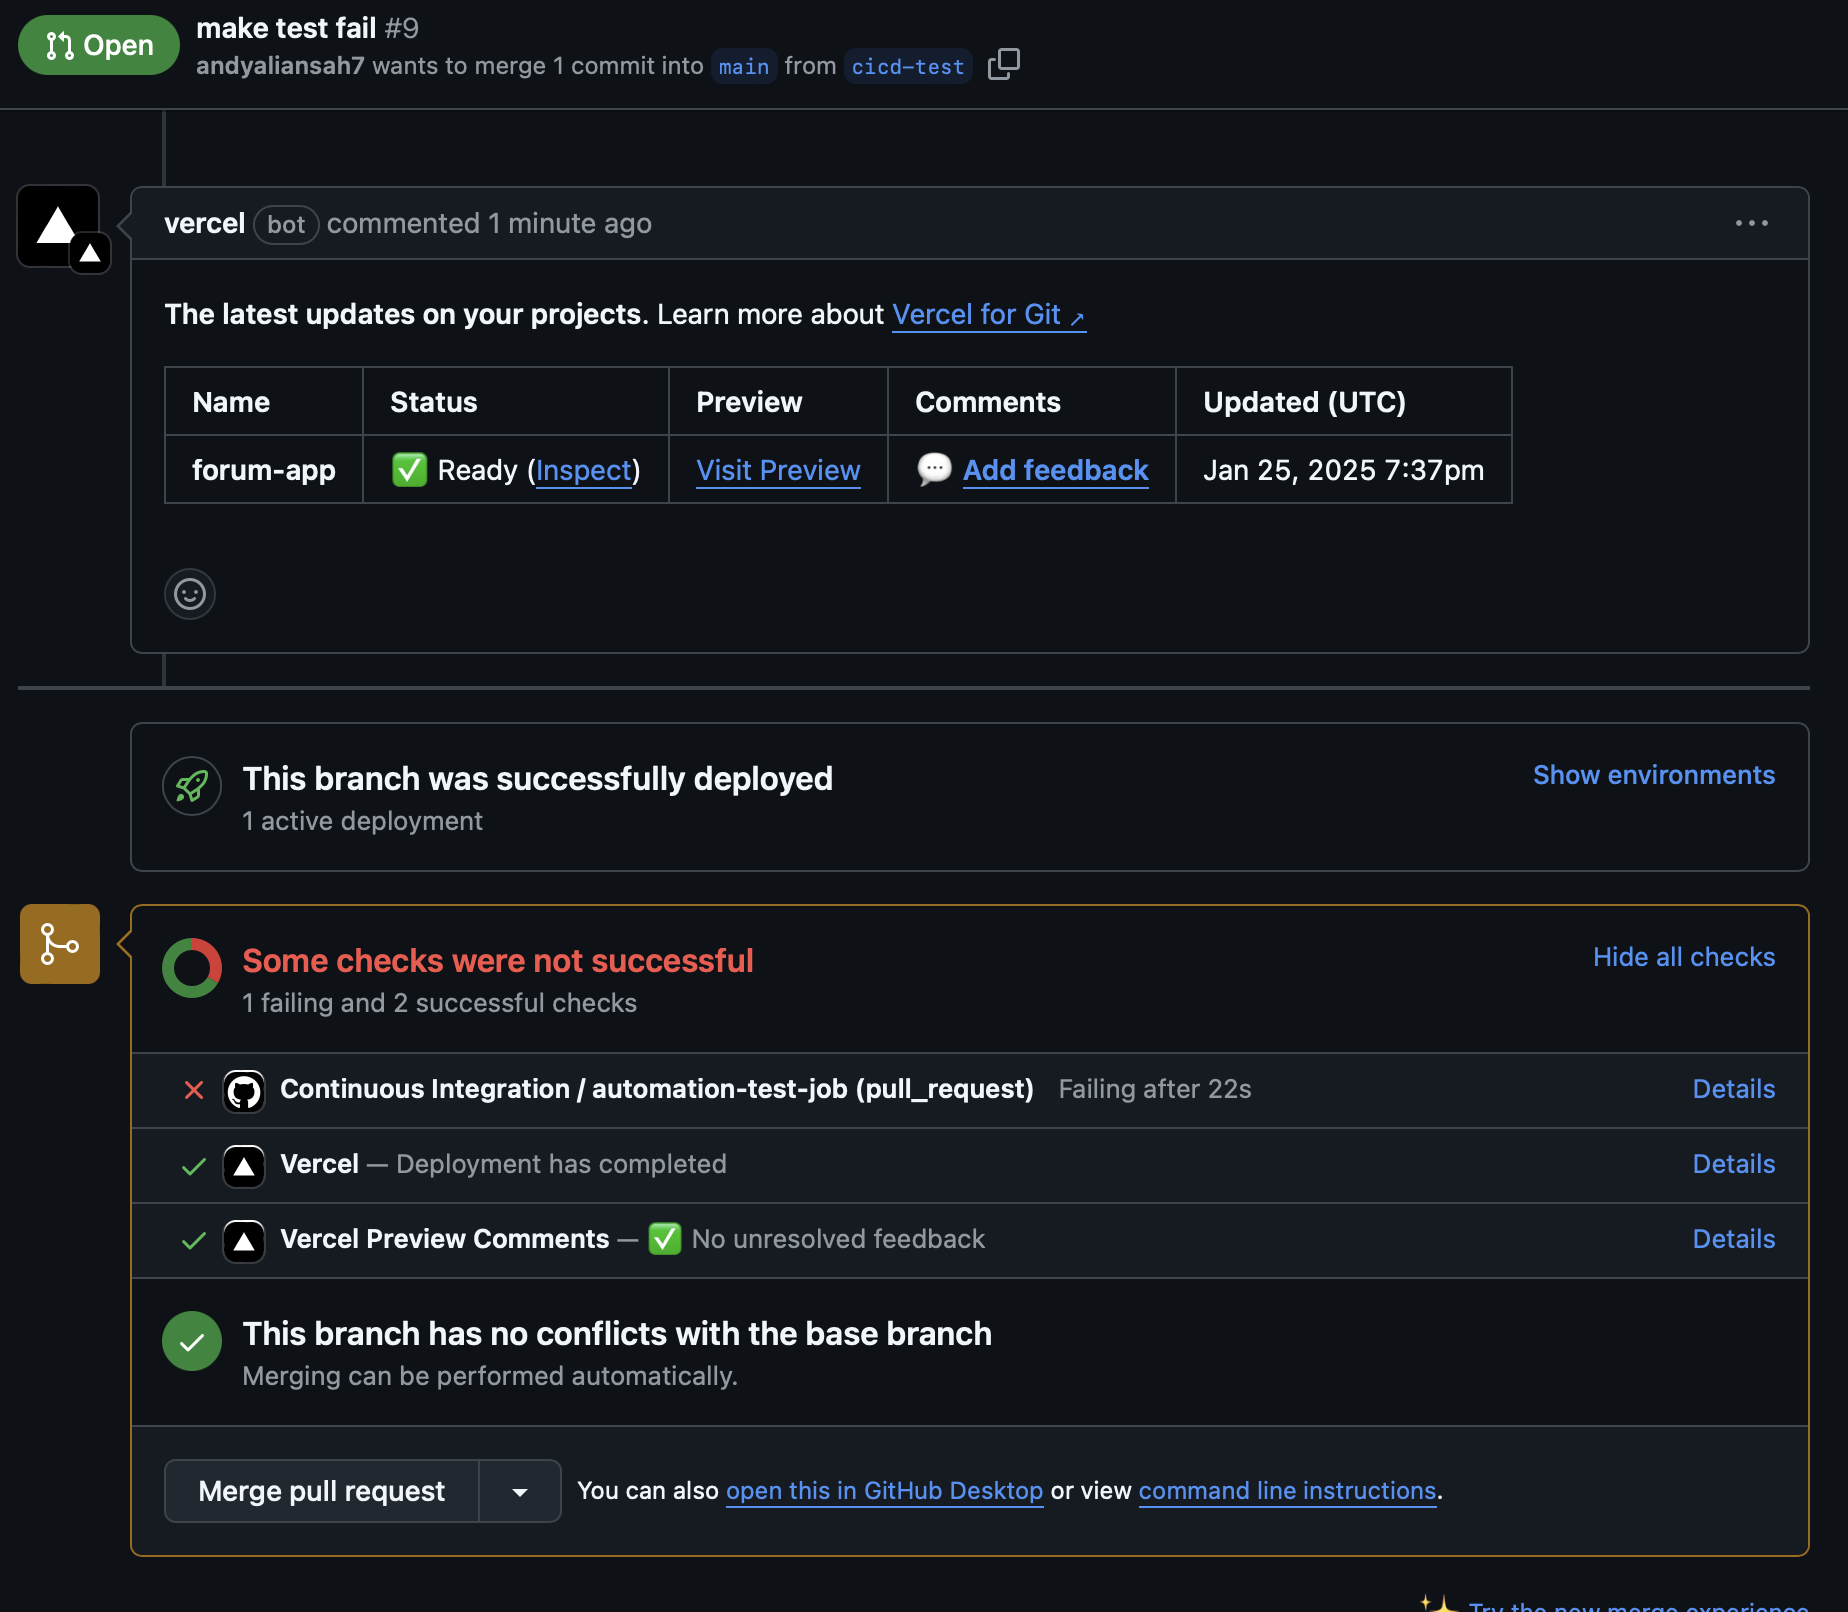 Open
make test fail #9
andyaliansah7 wants to merge 1 commit into main from cicd-test
vercel bot commented 1 minute ago
The latest updates on your projects. Learn more about Vercel for Git ↗
Name Status Preview Comments Updated (UTC)
forum-app ✅ Ready (Inspect) Visit Preview 💬 Add feedback Jan 25, 2025 7:37pm
This branch was successfully deployed
Show environments
1 active deployment
Some checks were not successful
Hide all checks
1 failing and 2 successful checks
Continuous Integration / automation-test-job (pull_request) Failing after 22s Details
Vercel — Deployment has completed Details
Vercel Preview Comments — ✅ No unresolved feedback Details
This branch has no conflicts with the base branch
Merging can be performed automatically.
Merge pull request You can also open this in GitHub Desktop or view command line instructions.
Try the new merge experience